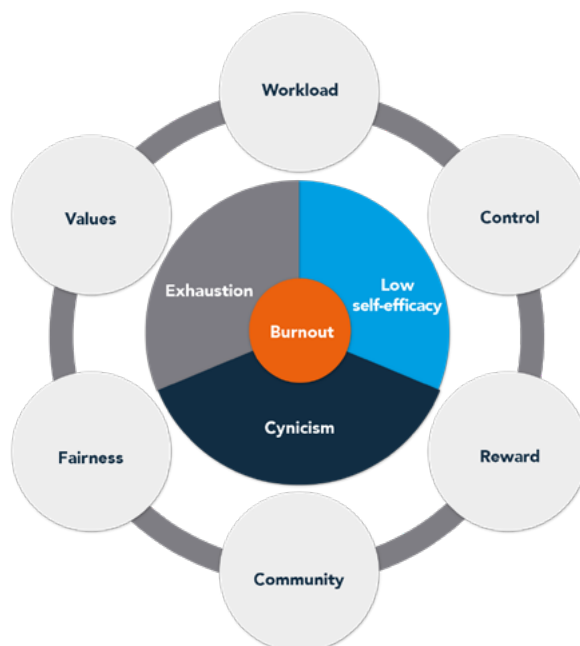 Workload
Values
Control
Exhaustion
Low
self-efficacy
Burnout
Cynicism
Fairness
Reward
Community